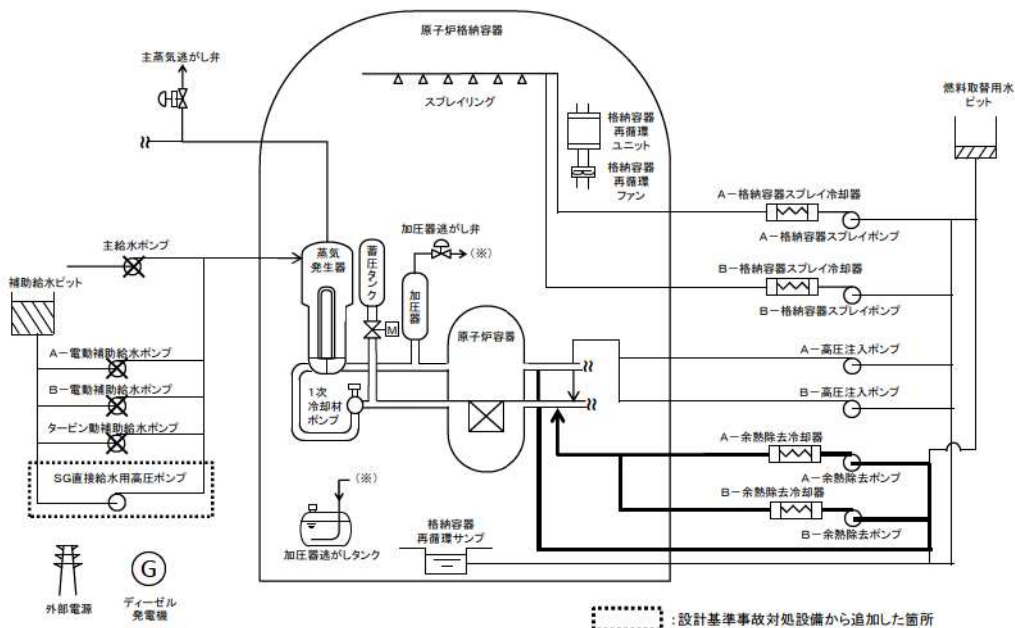 原子炉格納容器
主蒸気逃がし弁
スプレイリング
燃料取替用水
ピット
格納容器
再循環
ユニット
格納容器
再循環
ファン
A－格納容器スプレイ冷却器
A－格納容器スプレイポンプ
加圧器逃がし弁
(※)
主給水ポンプ
蒸気
発生器
蓄圧タンク
加圧器
M
補助給水ピット
B－格納容器スプレイ冷却器
B－格納容器スプレイポンプ
原子炉容器
A－電動補助給水ポンプ
A－高圧注入ポンプ
B－電動補助給水ポンプ
1次
冷却材
ポンプ
B－高圧注入ポンプ
タービン動補助給水ポンプ
A－余熱除去冷却器
A－余熱除去ポンプ
SG直接給水用高圧ポンプ
(※)
B－余熱除去冷却器
B－余熱除去ポンプ
格納容器
再循環サンプ
加圧器逃がしタンク
外部電源
G
ディーゼル
発電機
：設計基準事故対処設備から追加した箇所